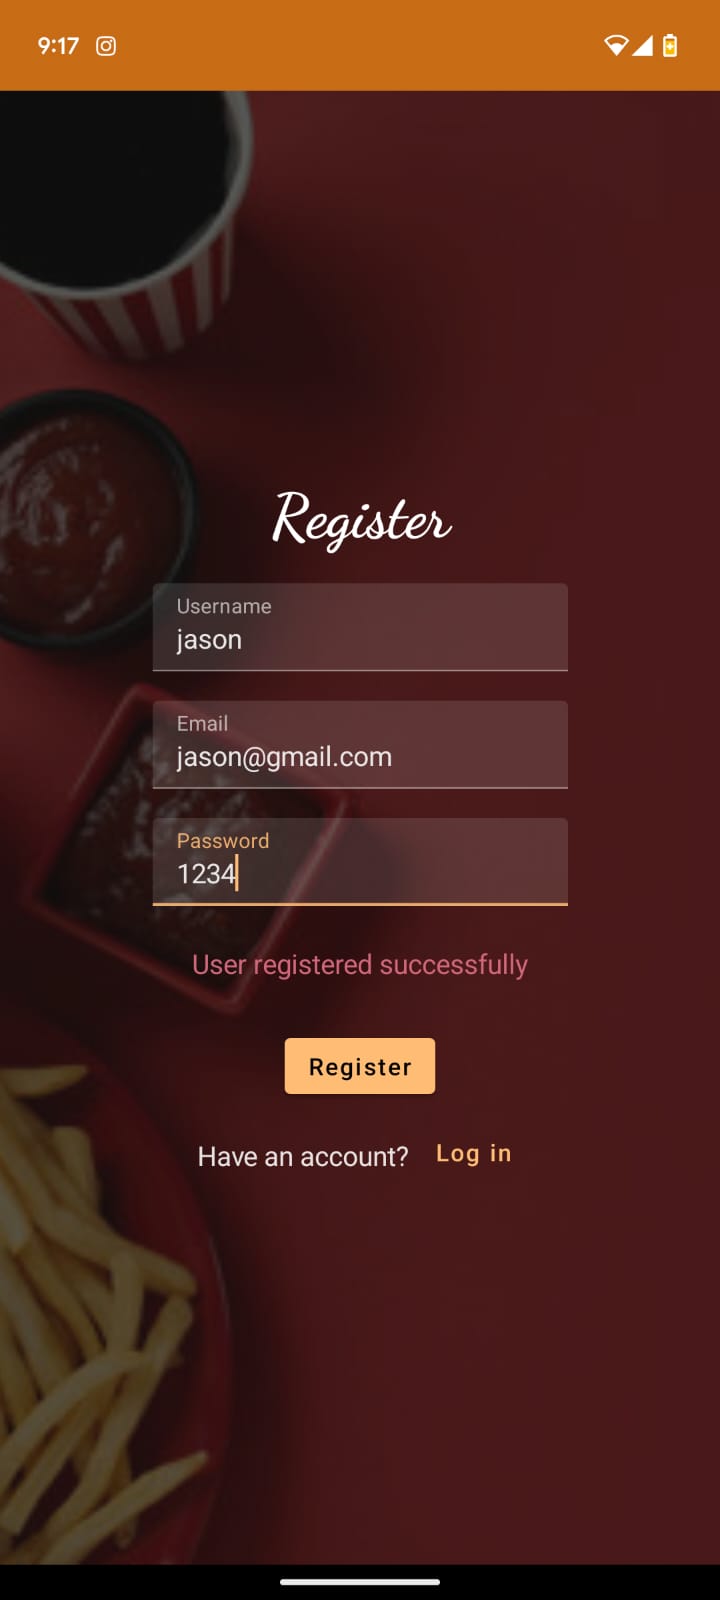 9:17
Register
Username
jason
Email
jason@gmail.com
Password
1234
User registered successfully
Register
Have an account? Log in